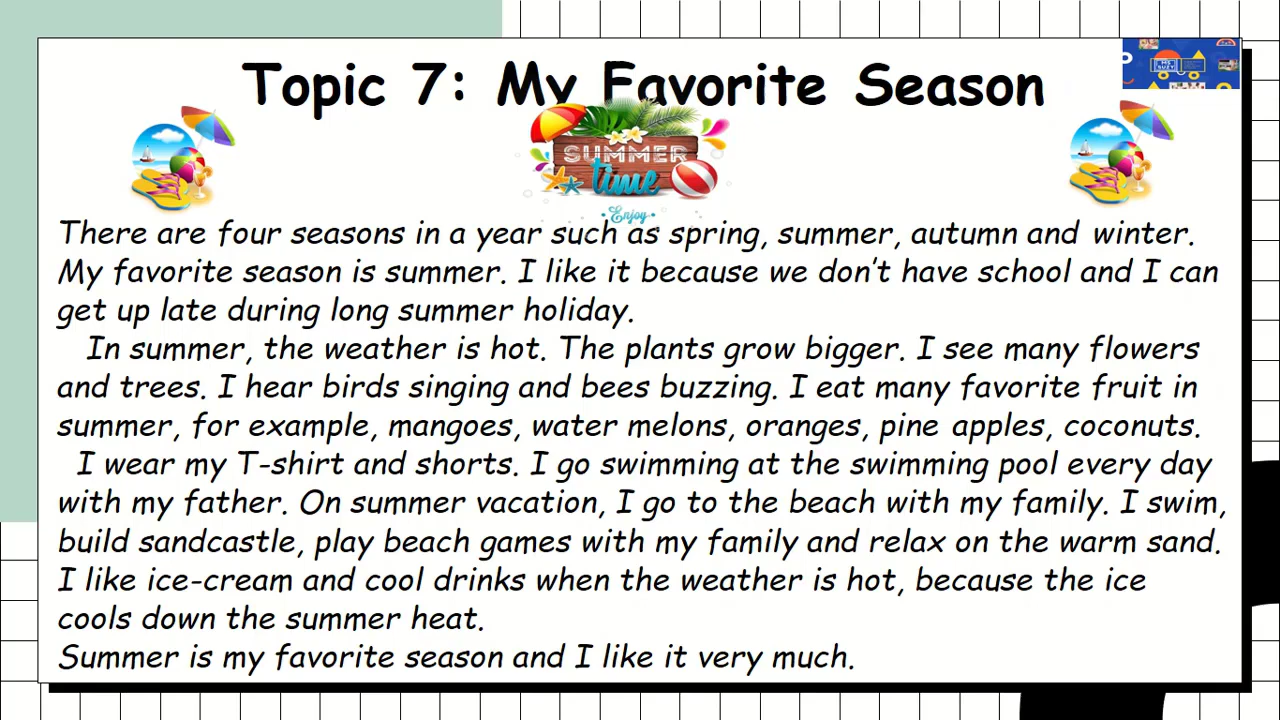 Topic 7: My Favorite Season
SUMMER
time
Enjoy
There are four seasons in a year such as spring, summer, autumn and winter.
My favorite season is summer. I like it because we don't have school and I can
get up late during long summer holiday.
In summer, the weather is hot. The plants grow bigger. I see many flowers
and trees. I hear birds singing and bees buzzing. I eat many favorite fruit in
summer, for example, mangoes, water melons, oranges, pine apples, coconuts.
I wear my T-shirt and shorts. I go swimming at the swimming pool every day
with my father. On summer vacation, I go to the beach with my family. I swim,
build sandcastle, play beach games with my family and relax on the warm sand.
I like ice-cream and cool drinks when the weather is hot, because the ice
cools down the summer heat.
Summer is my favorite season and I like it very much.